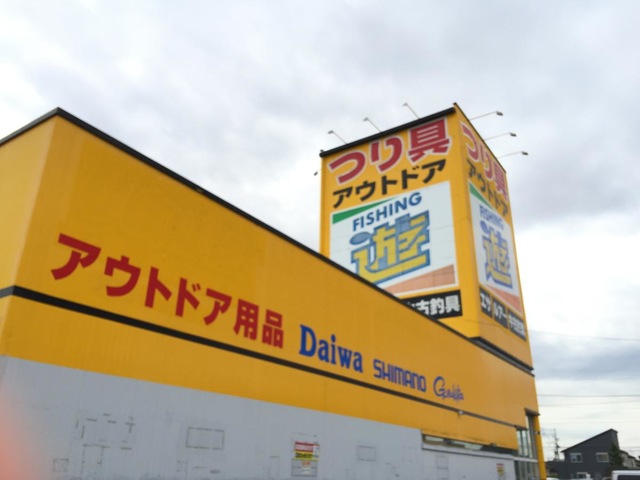 つり具
アウトドア
FISHING
遊
古釣具
つり具
アウトドア
FISHING
遊
アウトドア用品
Daiwa
SHIMANO
Gamakatsu